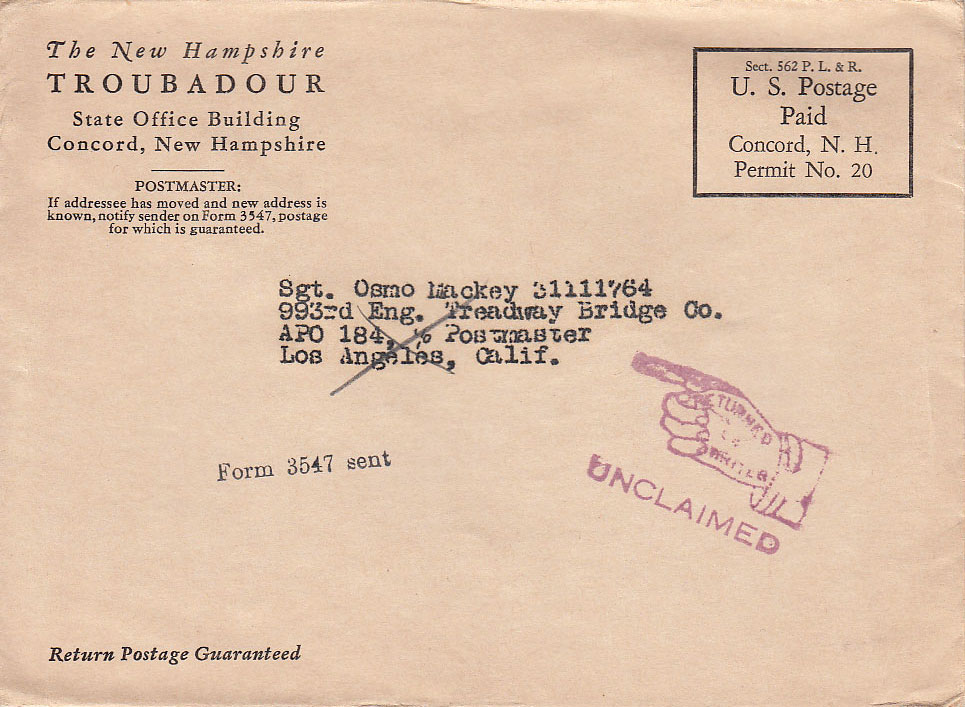 The New Hampshire
TROUBADOUR
State Office Building
Concord, New Hampshire
POSTMASTER:
If addressee has moved and new address is
known, notify sender on Form 3547, postage
for which is guaranteed.
Sect. 562 P. L. & R.
U. S. Postage
Paid
Concord, N. H.
Permit No. 20
Sgt. Osmo Mackey 31111764
993rd Eng. Treadway Bridge Co.
APO 184, % Postmaster
Los Angeles, Calif.
RETURNED
TO
WRITER
UNCLAIMED
Form 3547 sent
Return Postage Guaranteed